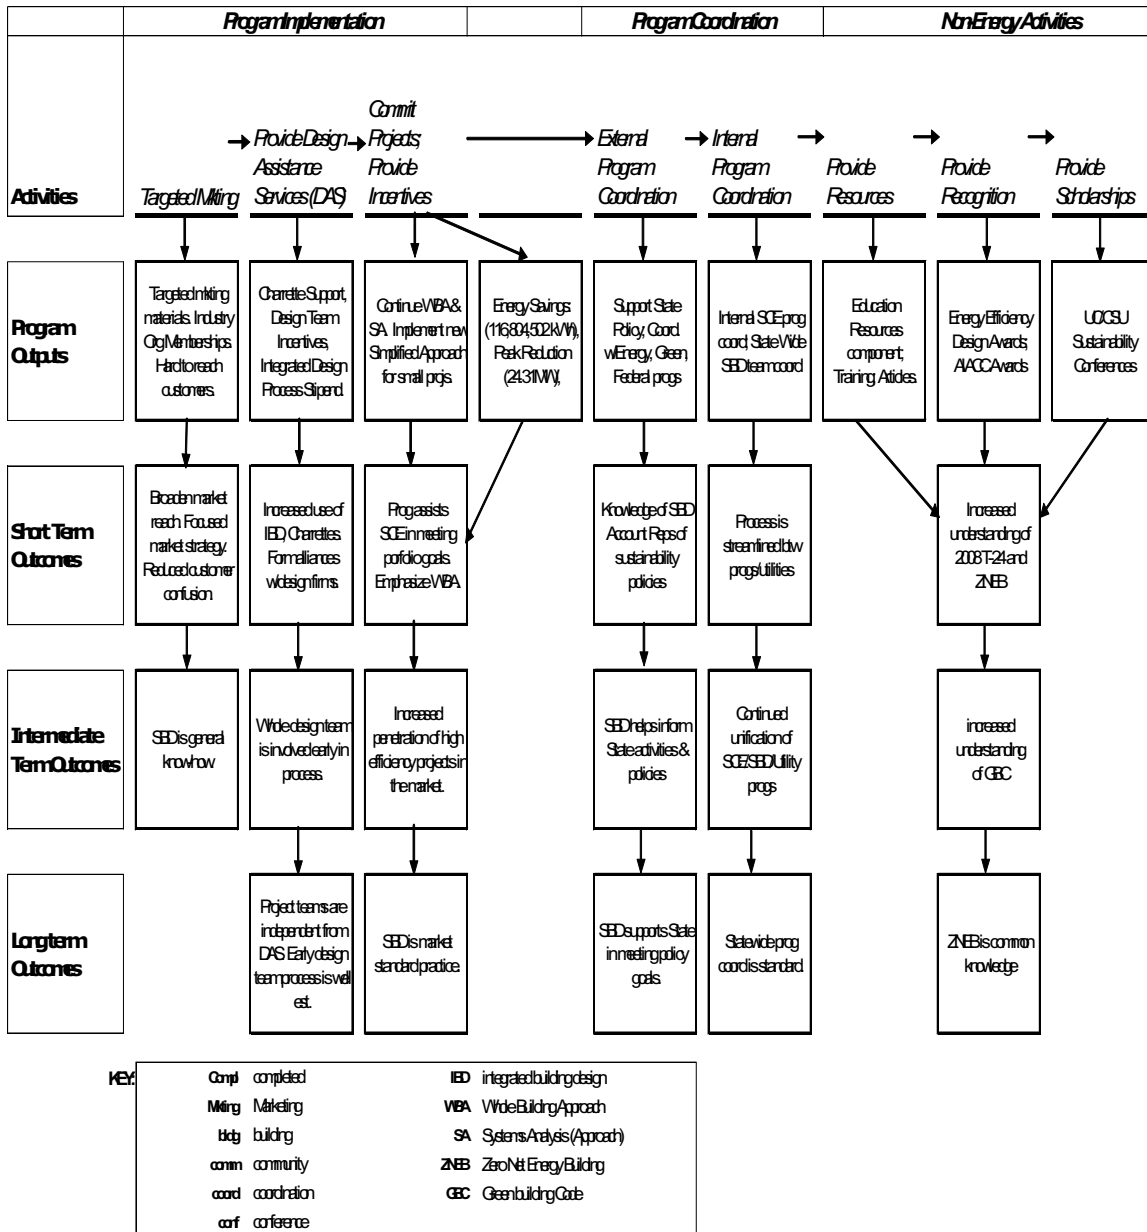 Program Implementation
Program Coordination
Non-Energy Activities
Activities
Targeted Mkting
Provide Design
Assistance
Services (DAS)
Commit
Projects;
Provide
Incentives
External
Program
Coordination
Internal
Program
Coordination
Provide
Resources
Provide
Recognition
Provide
Scholarships
Program
Outputs
Targeted mkting
materials. Industry
Org Memberships.
Hard to reach
customers.
Charrette Support,
Design Team
Incentives,
Integrated Design
Process Stipend.
Continue WBA &
SA. Implement new
Simplified Approach
for small projs.
Energy Savings:
(116,804,502 kWh),
Peak Reduction
(24.31 MW),
Support State
Policy, Coord.
w/Energy, Green,
Federal progs
Internal SCE prog
coord; State Wide
SBD team coord
Education
Resources
component;
Training; Articles.
Energy Efficiency
Design Awards;
AIACC Awards
UC/CSU
Sustainability
Conferences
Short Term
Outcomes
Broaden market
reach. Focused
market strategy.
Reduced customer
confusion.
Increased use of
IBD, Charrettes.
Form alliances
w/design firms.
Prog assists
SCE in meeting
portfolio goals.
Emphasize WBA.
Knowledge of SBD
Account Reps of
sustainability
policies
Process is
streamlined btw
progs/utilities
Increased
understanding of
2008 T-24 and
ZNEB
Intermediate
Term Outcomes
SBD is general
know-how
Whole design team
is involved early in
process.
Increased
penetration of high
efficiency projects in
the market.
SBD helps inform
State activities &
policies
Continued
unification of
SCE/SBD/Utility
progs
increased
understanding
of GBC
Long term
Outcomes
Project teams are
independent from
DAS. Early design
team process is well
est.
SBD is market
standard practice.
SBD supports State
in meeting policy
goals.
Statewide prog
coord is standard.
ZNEB is common
knowledge
KEY:
Compl completed
Mkting Marketing
bldg building
comm community
coord coordination
conf conference
IBD integrated building design
WBA Whole Building Approach
SA Systems Analysis (Approach)
ZNEB Zero Net Energy Building
GBC Green building Code